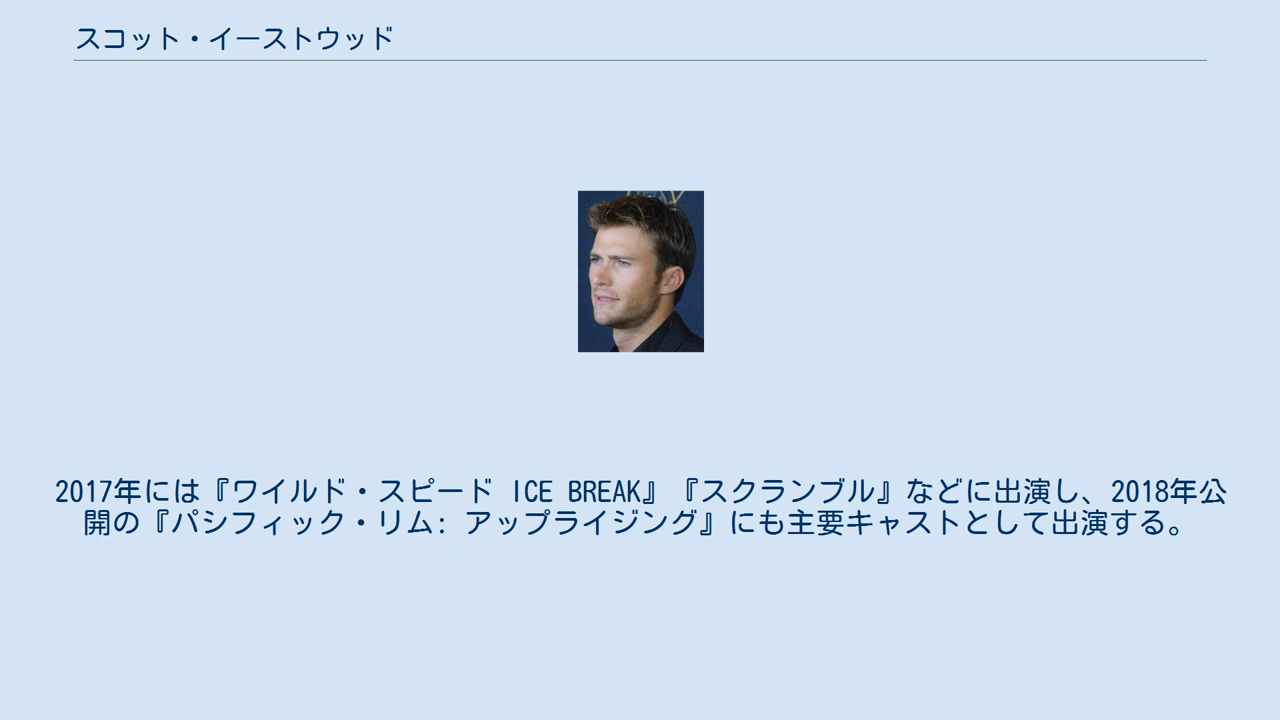 スコット・イーストウッド
2017年には『ワイルド・スピード ICE BREAK』『スクランブル』などに出演し、2018年公
開の『パシフィック・リム: アップライジング』にも主要キャストとして出演する。